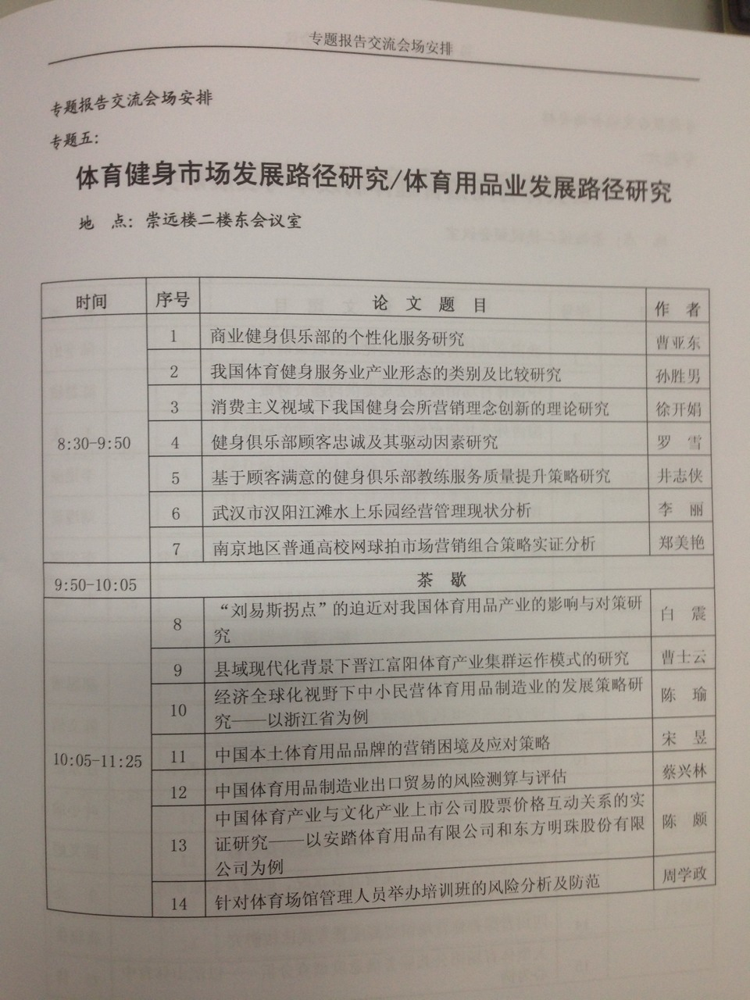 专题报告交流会场安排
专题报告交流会场安排
专题五：
体育健身市场发展路径研究/体育用品业发展路径研究
地 点：崇远楼二楼东会议室
时间 序号 论 文 题 目 作 者
8:30-9:50
1 商业健身俱乐部的个性化服务研究 曹亚东
2 我国体育健身服务业产业形态的类别及比较研究 孙胜男
3 消费主义视域下我国健身会所营销理念创新的理论研究 徐开娟
4 健身俱乐部顾客忠诚及其驱动因素研究 罗 雪
5 基于顾客满意的健身俱乐部教练服务质量提升策略研究 井志侠
6 武汉市汉阳江滩水上乐园经营管理现状分析 李 丽
7 南京地区普通高校网球拍市场营销组合策略实证分析 郑美艳
9:50-10:05 茶 歇
10:05-11:25
8 “刘易斯拐点”的迫近对我国体育用品产业的影响与对策研 白 震
究
9 县域现代化背景下晋江富阳体育产业集群运作模式的研究 曹士云
10 经济全球化视野下中小民营体育用品制造业的发展策略研 陈 瑜
究——以浙江省为例
11 中国本土体育用品品牌的营销困境及应对策略 宋 昱
12 中国体育用品制造业出口贸易的风险测算与评估 蔡兴林
13 中国体育产业与文化产业上市公司股票价格互动关系的实 陈 颇
证研究——以安踏体育用品有限公司和东方明珠股份有限
公司为例
14 针对体育场馆管理人员举办培训班的风险分析及防范 周学政